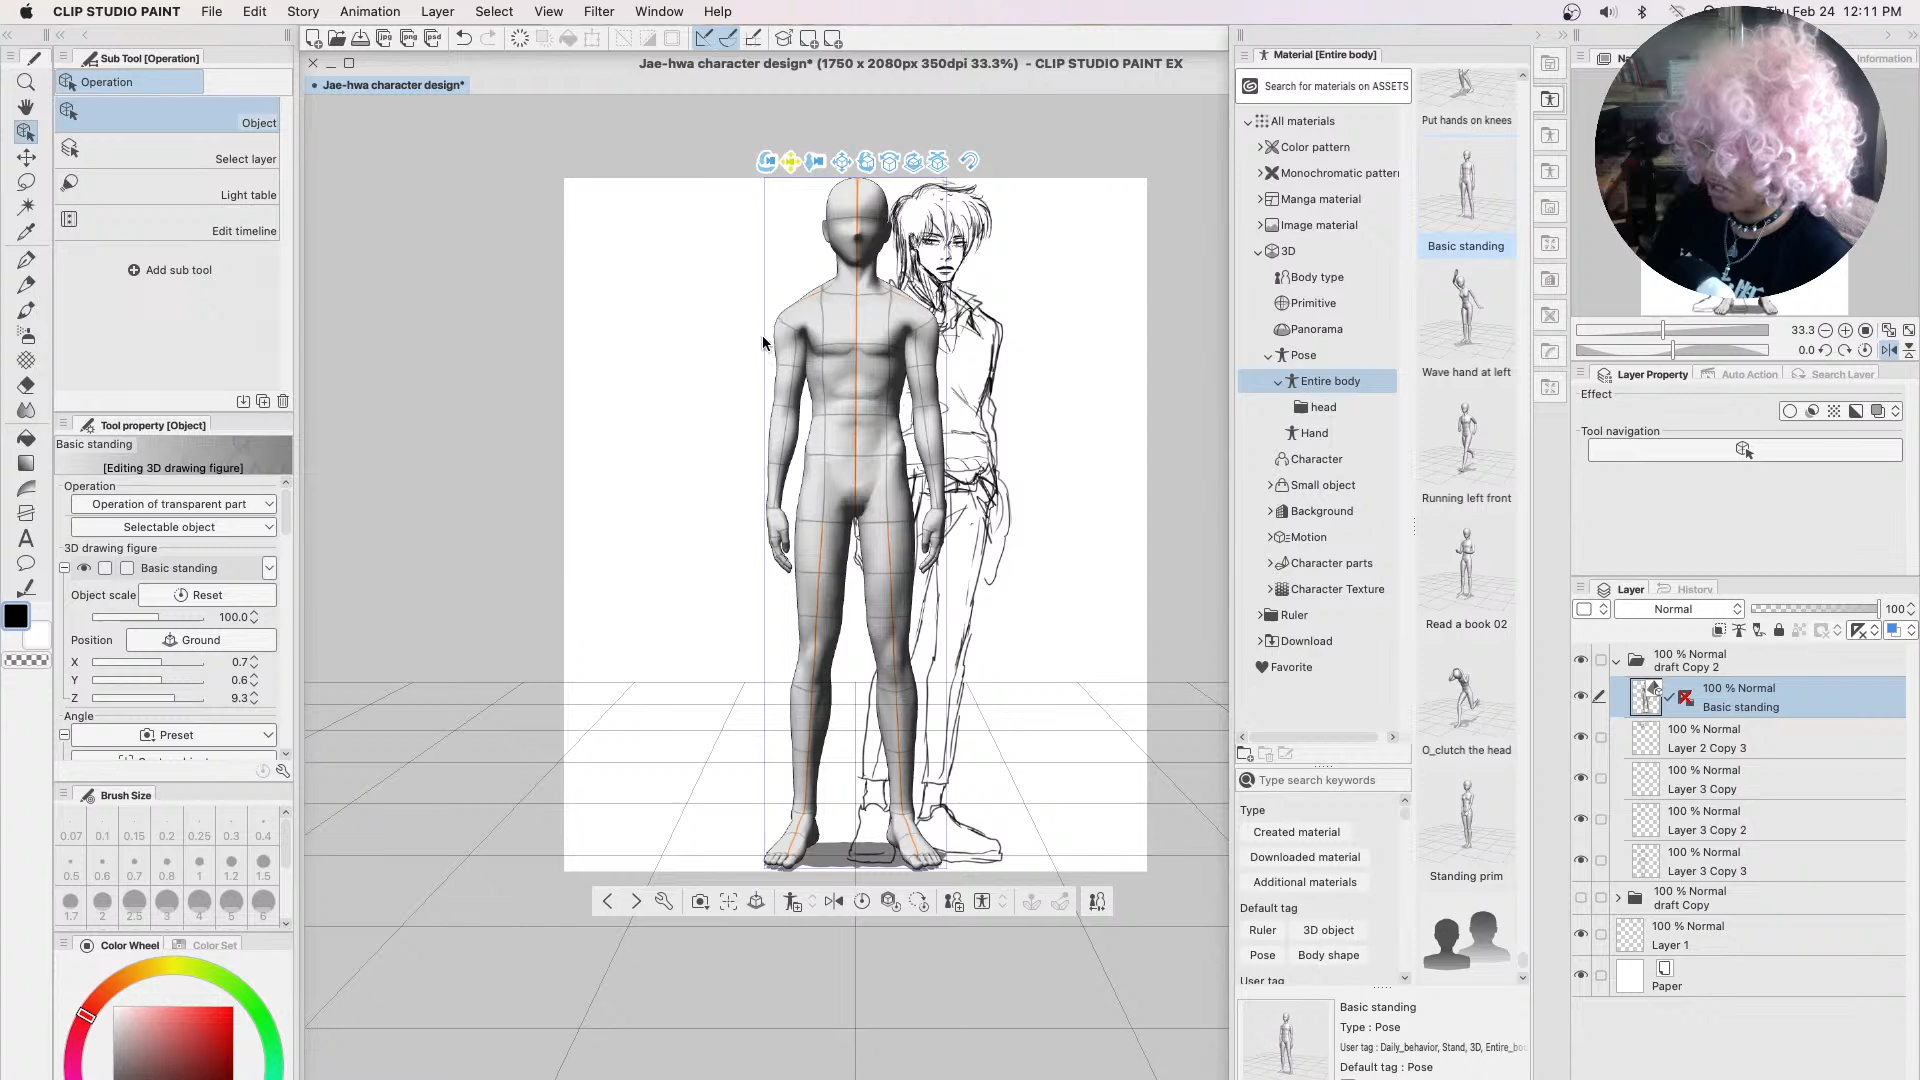 CLIP STUDIO PAINT File Edit Story Animation Layer Select View Filter Window Help
Thu Feb 24 12:11 PM
Sub Tool [Operation]
Operation
Object
Select layer
Light table
Edit timeline
Add sub tool
Tool property [Object]
Basic standing
[Editing 3D drawing figure]
Operation
Operation of transparent part
Selectable object
3D drawing figure
Basic standing
Object scale Reset
100.0
Position Ground
X 0.7
Y 0.6
Z 9.3
Angle
Preset
Brush Size
0.07 0.1 0.15 0.2 0.25 0.3 0.4
0.5 0.6 0.7 0.8 1 1.2 1.5
1.7 2 2.5 3 4 5 6
Color Wheel Color Set
jpg png psd
Jae-hwa character design* (1750 x 2080px 350dpi 33.3%) - CLIP STUDIO PAINT EX
Jae-hwa character design*
Material [Entire body]
Search for materials on ASSETS
All materials
Color pattern
Monochromatic pattern
Manga material
Image material
3D
Body type
Primitive
Panorama
Pose
Entire body
head
Hand
Character
Small object
Background
Motion
Character parts
Character Texture
Ruler
Download
Favorite
Type search keywords
Type
Created material
Downloaded material
Additional materials
Default tag
Ruler 3D object
Pose Body shape
User tag
Put hands on knees
Basic standing
Wave hand at left
Running left front
Read a book 02
O_clutch the head
Standing prim
Basic standing
Type : Pose
User tag : Daily_behavior, Stand, 3D, Entire_bo
Default tag : Pose
Information
33.3
0.0
Layer Property Auto Action Search Layer
Effect
Tool navigation
Layer History
Normal 100
100 % Normal
draft Copy 2
100 % Normal
Basic standing
100 % Normal
Layer 2 Copy 3
100 % Normal
Layer 3 Copy
100 % Normal
Layer 3 Copy 2
100 % Normal
Layer 3 Copy 3
100 % Normal
draft Copy
100 % Normal
Layer 1
Paper